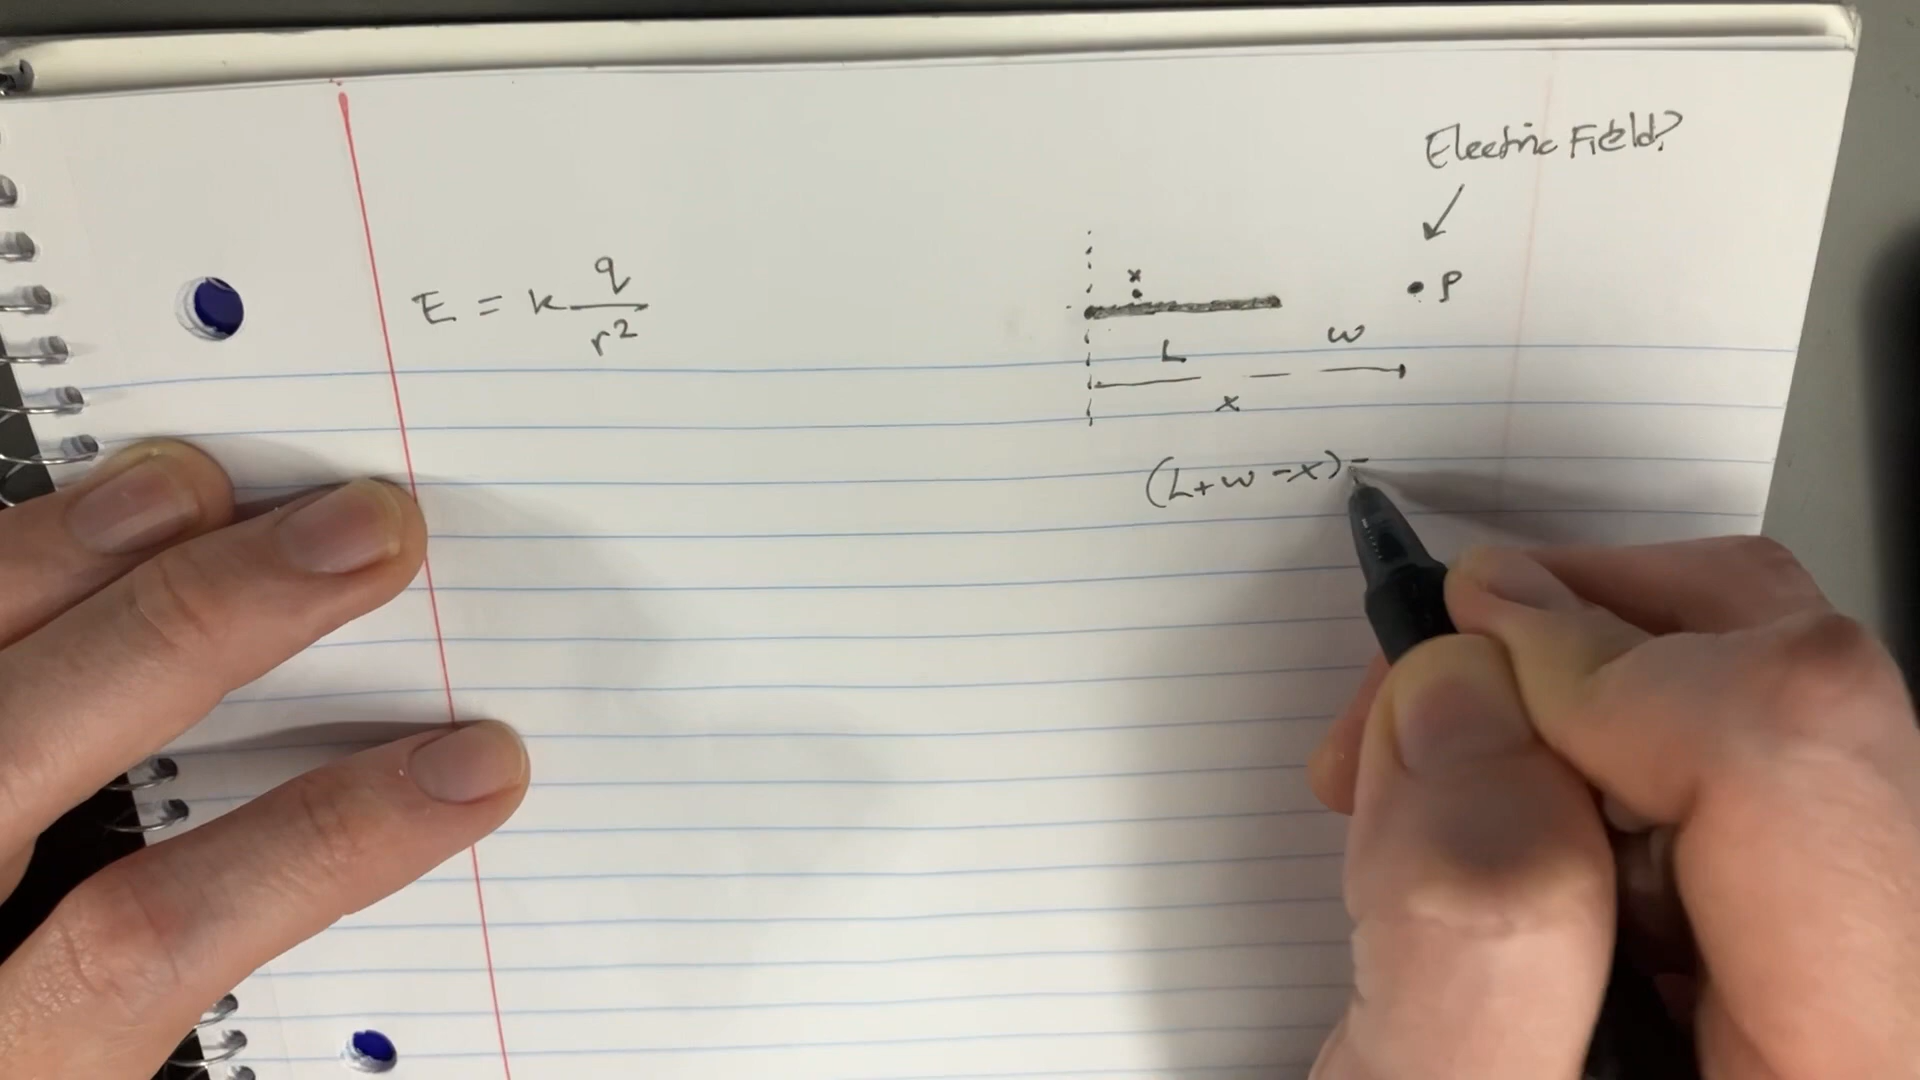 Electric Field?
E = k q/r²
x
P
L w
x
(L+w-x)=